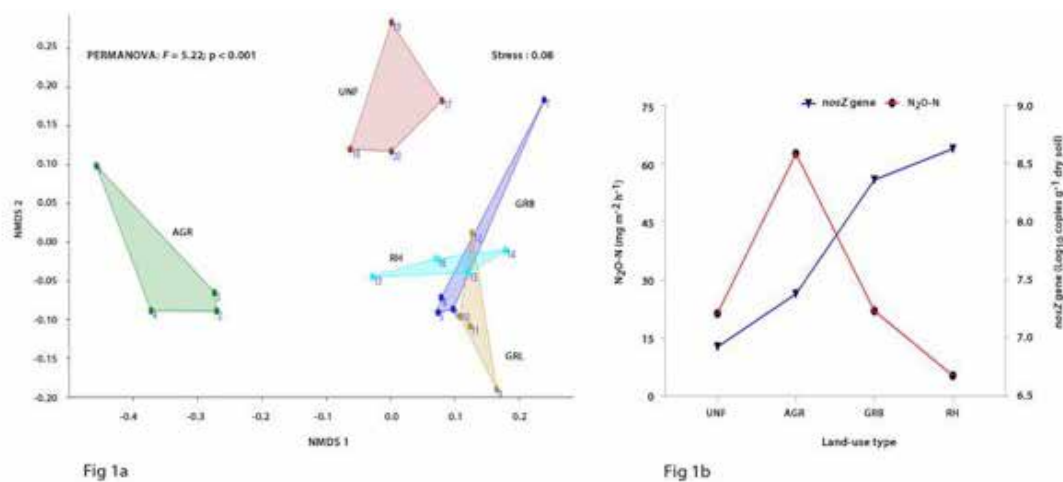 PERMANOVA: F = 5.22; p < 0.001
Stress : 0.08
UNF
AGR
GRB
RH
GRL
0.25
0.20
0.15
0.10
0.05
0.00
-0.05
-0.10
-0.15
-0.20
NMDS 2
-0.4
-0.3
-0.2
-0.1
0.0
0.1
0.2
NMDS 1
Fig 1a
nosZ gene
N2O-N
75
60
45
30
15
0
N2O-N (mg m-2 h-1)
9.0
8.5
8.0
7.5
7.0
6.5
nosZ gene (Log10 copies g-1 dry soil)
UNF
AGR
GRB
RH
Land-use type
Fig 1b